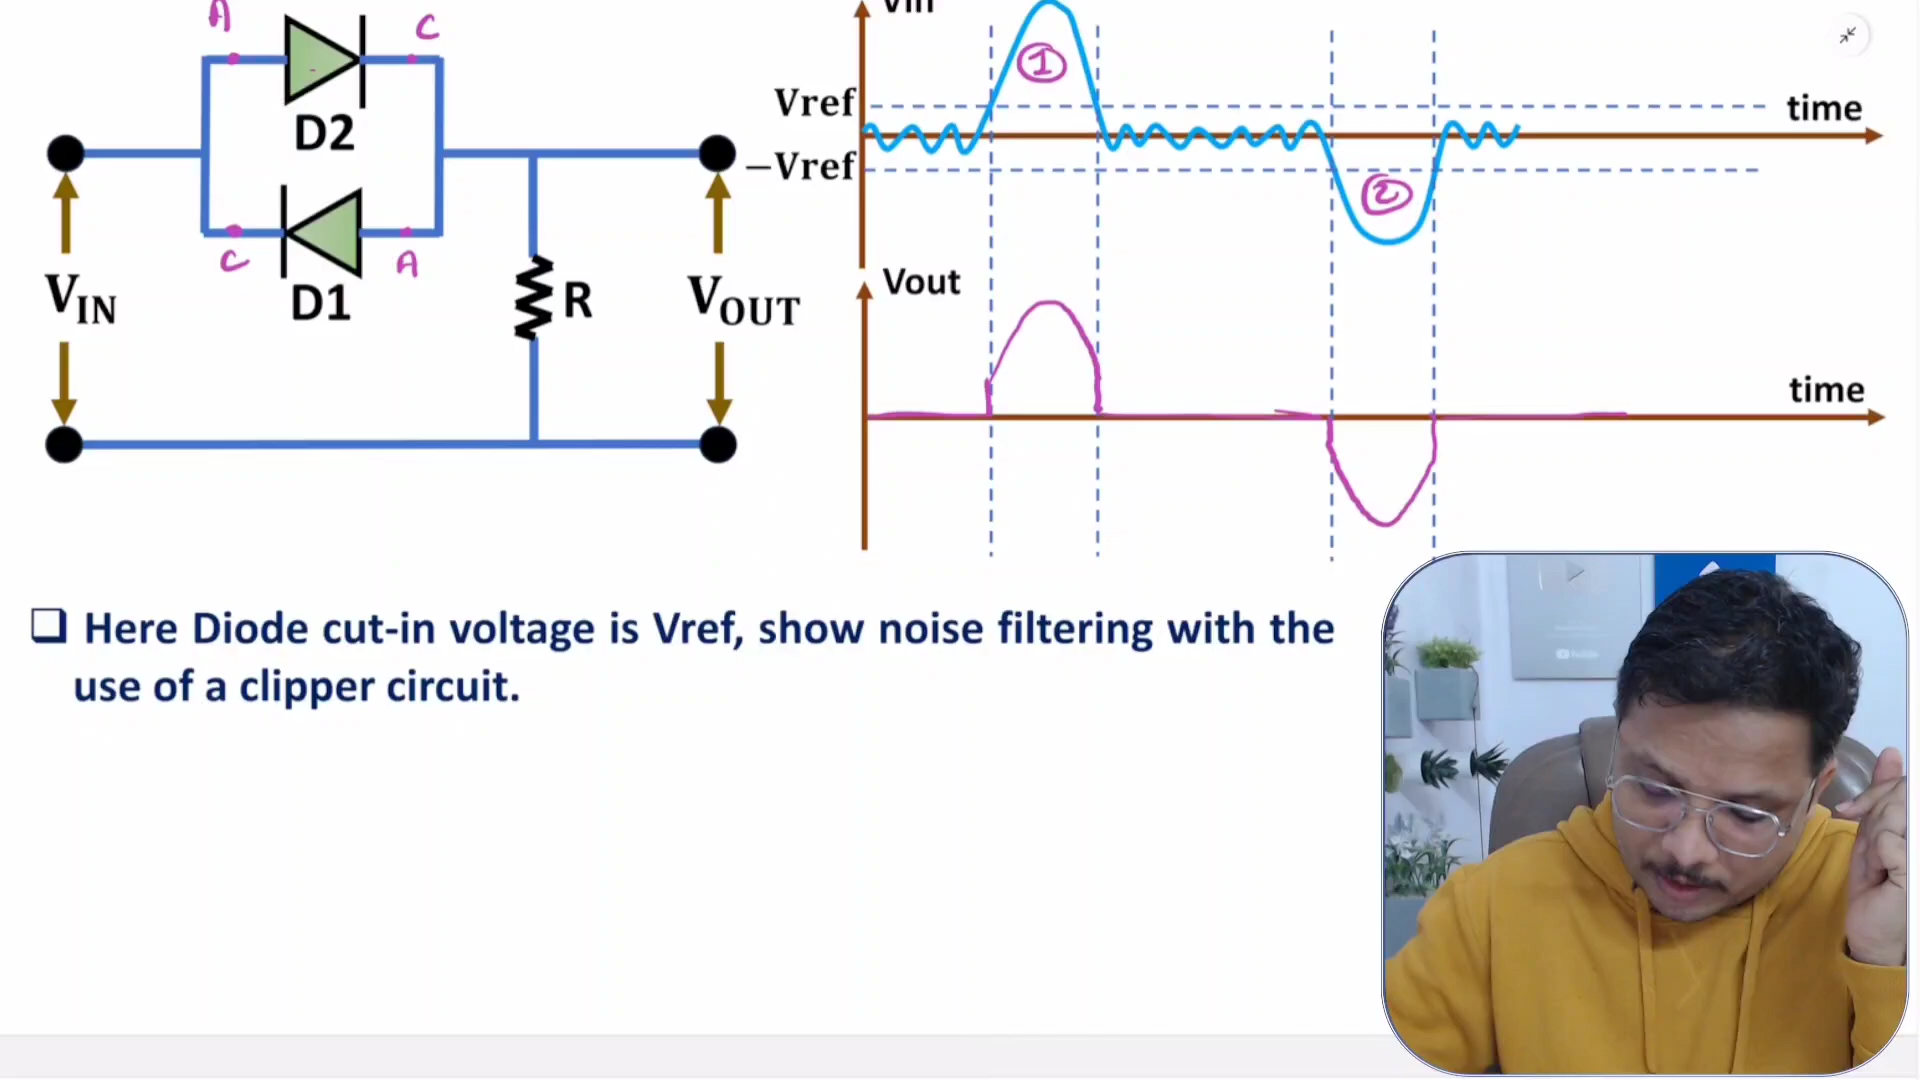 A
C
D2
C
A
D1
VIN
R
VOUT
Vin
1
Vref
time
−Vref
2
Vout
time
❑ Here Diode cut-in voltage is Vref, show noise filtering with the
use of a clipper circuit.
YouTube